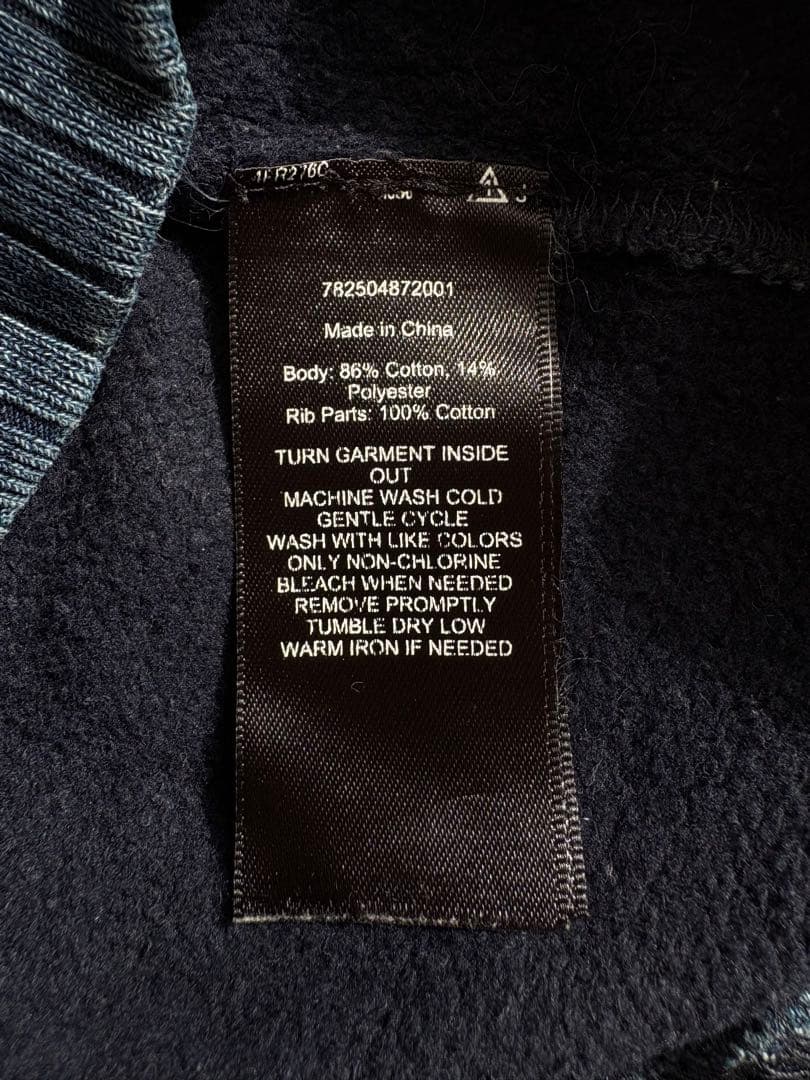 782504872001
Made in China
Body: 86% Cotton, 14%
Polyester
Rib Parts: 100% Cotton
TURN GARMENT INSIDE
OUT
MACHINE WASH COLD
GENTLE CYCLE
WASH WITH LIKE COLORS
ONLY NON-CHLORINE
BLEACH WHEN NEEDED
REMOVE PROMPTLY
TUMBLE DRY LOW
WARM IRON IF NEEDED